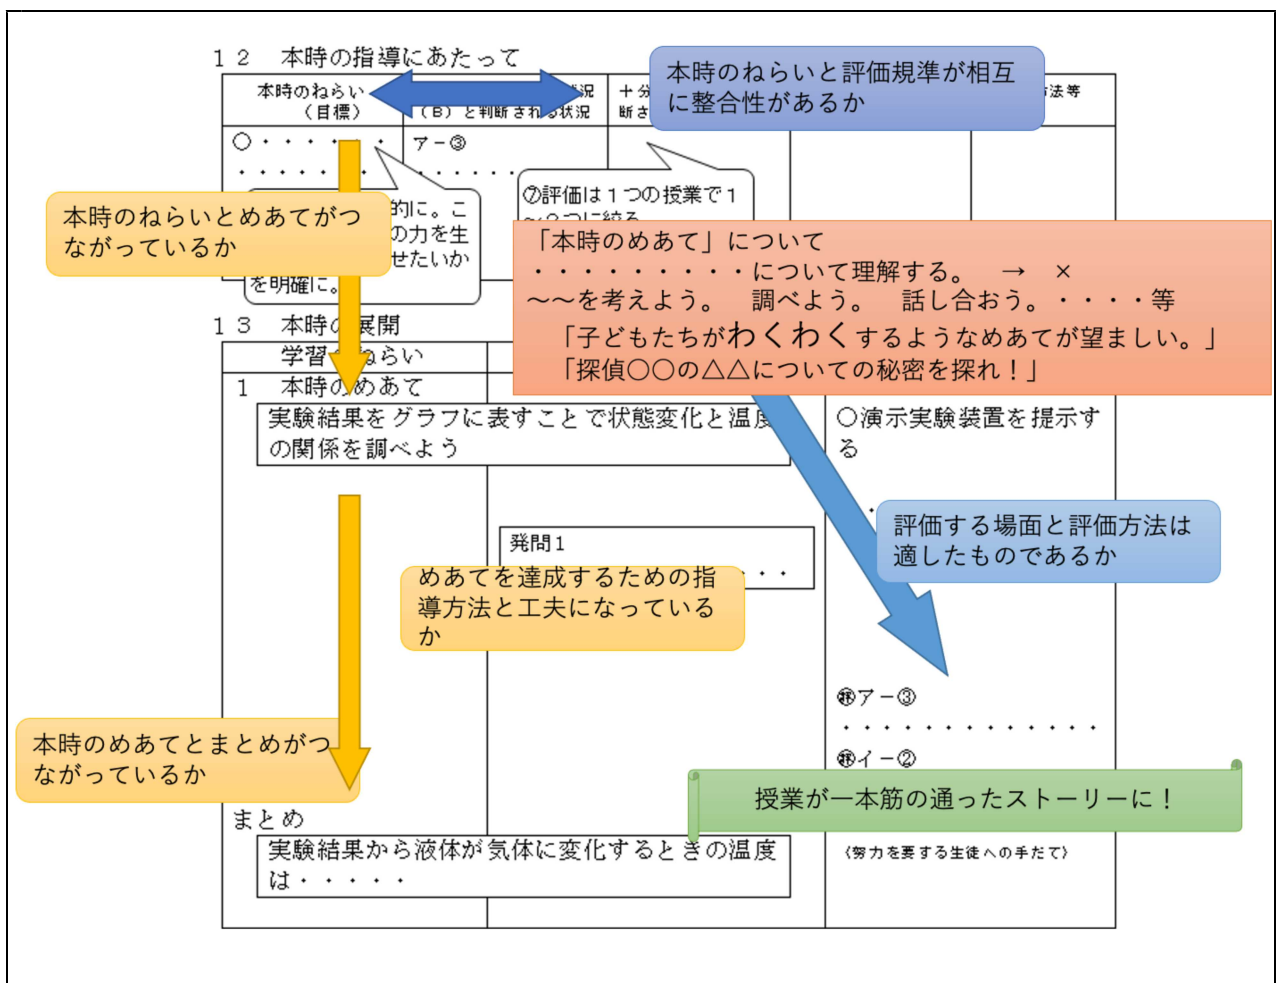 １２　本時の指導にあたって
本時のねらいと評価規準が相互
に整合性があるか
本時のねらい
（目標）
況
（Ｂ）と判断される状況
十分
断さ
方法等
○・・・・・・
アー③
・・・・・・・・・・・・・
的に。こ
の力を生
せたいか
を明確に。
⑦評価は１つの授業で１
～２つに絞る
本時のねらいとめあてがつ
ながっているか
「本時のめあて」について
・・・・・・・・・について理解する。　→　×
～～を考えよう。　調べよう。　話し合おう。・・・・等
「子どもたちがわくわくするようなめあてが望ましい。」
「探偵○○の△△についての秘密を探れ！」
１３　本時の展開
学習のねらい
１　本時のめあて
実験結果をグラフに表すことで状態変化と温度
の関係を調べよう
○演示実験装置を提示す
る
評価する場面と評価方法は
適したものであるか
発問１
・・
めあてを達成するための指
導方法と工夫になっている
か
㊝アー③
・・・・・・・・・・・・・
㊝イー②
本時のめあてとまとめがつ
ながっているか
授業が一本筋の通ったストーリーに！
まとめ
実験結果から液体が気体に変化するときの温度
は・・・・・
〈努力を要する生徒への手だて〉